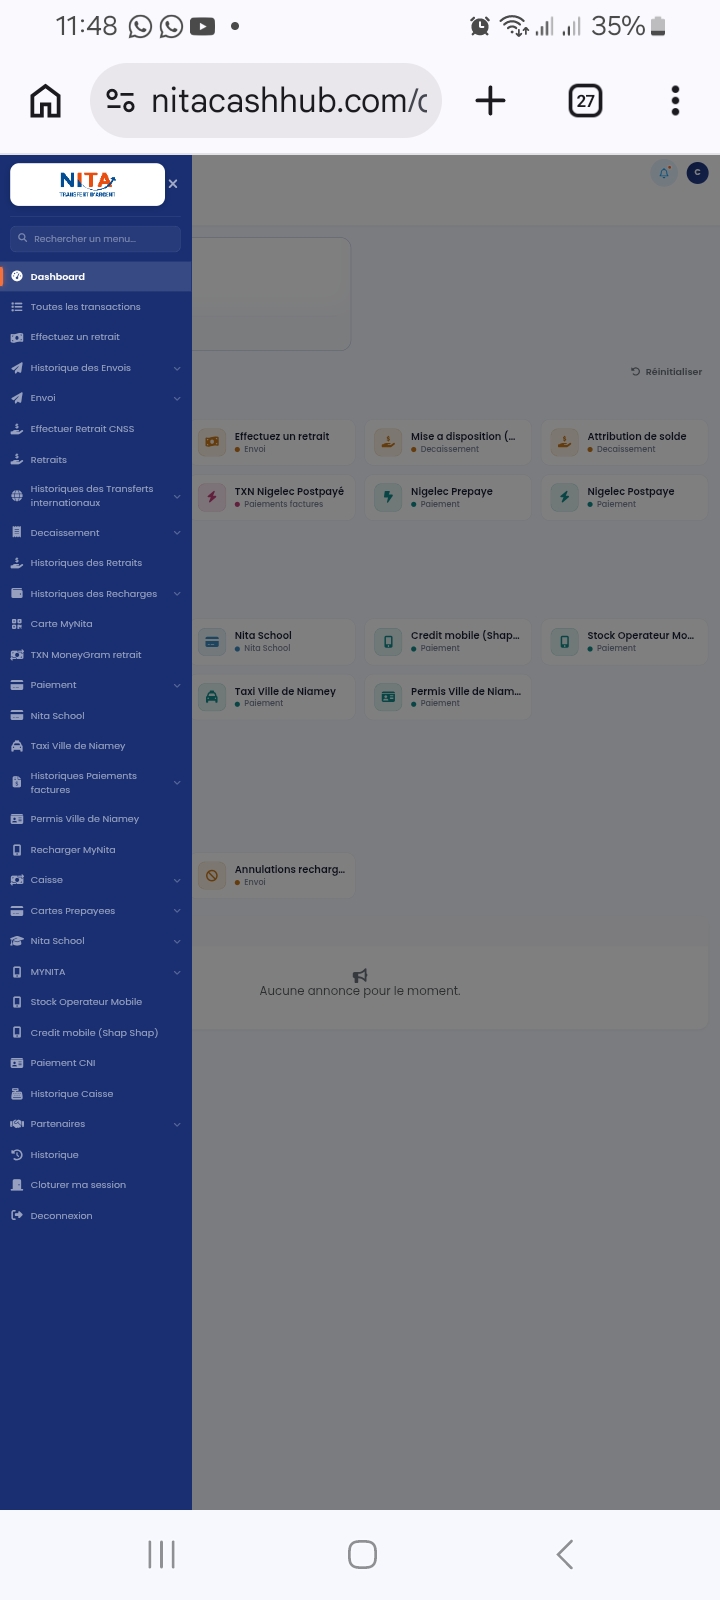 11:48
35%
nitacashhub.com/
27
NITA
TRANSFERT D'ARGENT
Rechercher un menu...
C
Dashboard
Toutes les transactions
Effectuez un retrait
Historique des Envois
Envoi
Effectuer Retrait CNSS
Retraits
Historiques des Transferts
internationaux
Decaissement
Historiques des Retraits
Historiques des Recharges
Carte MyNita
TXN MoneyGram retrait
Paiement
Nita School
Taxi Ville de Niamey
Historiques Paiements
factures
Permis Ville de Niamey
Recharger MyNita
Caisse
Cartes Prepayees
Nita School
MYNITA
Stock Operateur Mobile
Credit mobile (Shap Shap)
Paiement CNI
Historique Caisse
Partenaires
Historique
Cloturer ma session
Deconnexion
Réinitialiser
Effectuez un retrait
Envoi
Mise a disposition (...
Decaissement
Attribution de solde
Decaissement
TXN Nigelec Postpayé
Paiements factures
Nigelec Prepaye
Paiement
Nigelec Postpaye
Paiement
Nita School
Nita School
Credit mobile (Shap...
Paiement
Stock Operateur Mo...
Paiement
Taxi Ville de Niamey
Paiement
Permis Ville de Niam...
Paiement
Annulations recharg...
Envoi
Aucune annonce pour le moment.